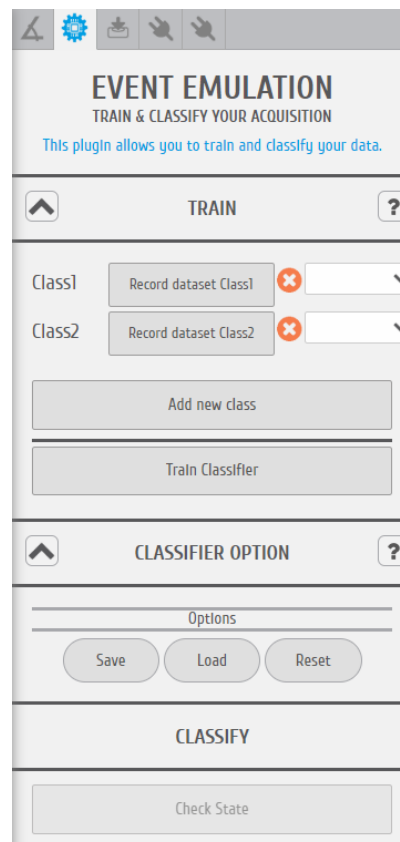 EVENT EMULATION
TRAIN & CLASSIFY YOUR ACQUISITION
This plugin allows you to train and classify your data.
TRAIN
?
Class1 Record dataset Class1
Class2 Record dataset Class2
Add new class
Train Classifier
CLASSIFIER OPTION
?
Options
Save Load Reset
CLASSIFY
Check State